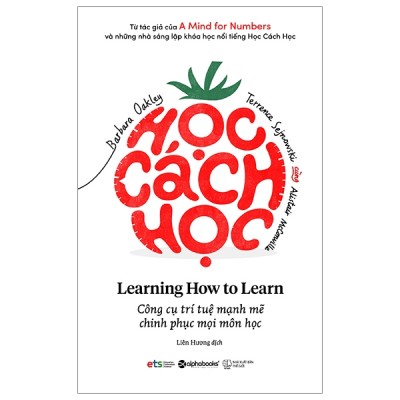 Từ tác giả của A Mind for Numbers
và những nhà sáng lập khóa học nổi tiếng Học Cách Học
Barbara Oakley
Terrence Sejnowski cùng Alistair McConville
HỌC
CÁCH
HỌC
Learning How to Learn
Công cụ trí tuệ mạnh mẽ
chinh phục mọi môn học
Liên Hương dịch
ets
alphabooks